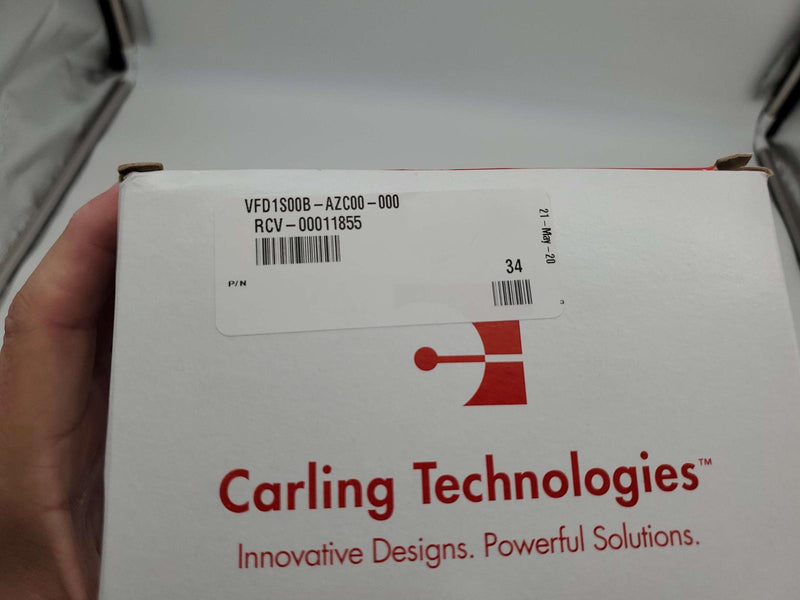 VFD1S00B-AZC00-000
RCV-00011855
21-May-20
P/N
34
Carling Technologies™
Innovative Designs. Powerful Solutions.